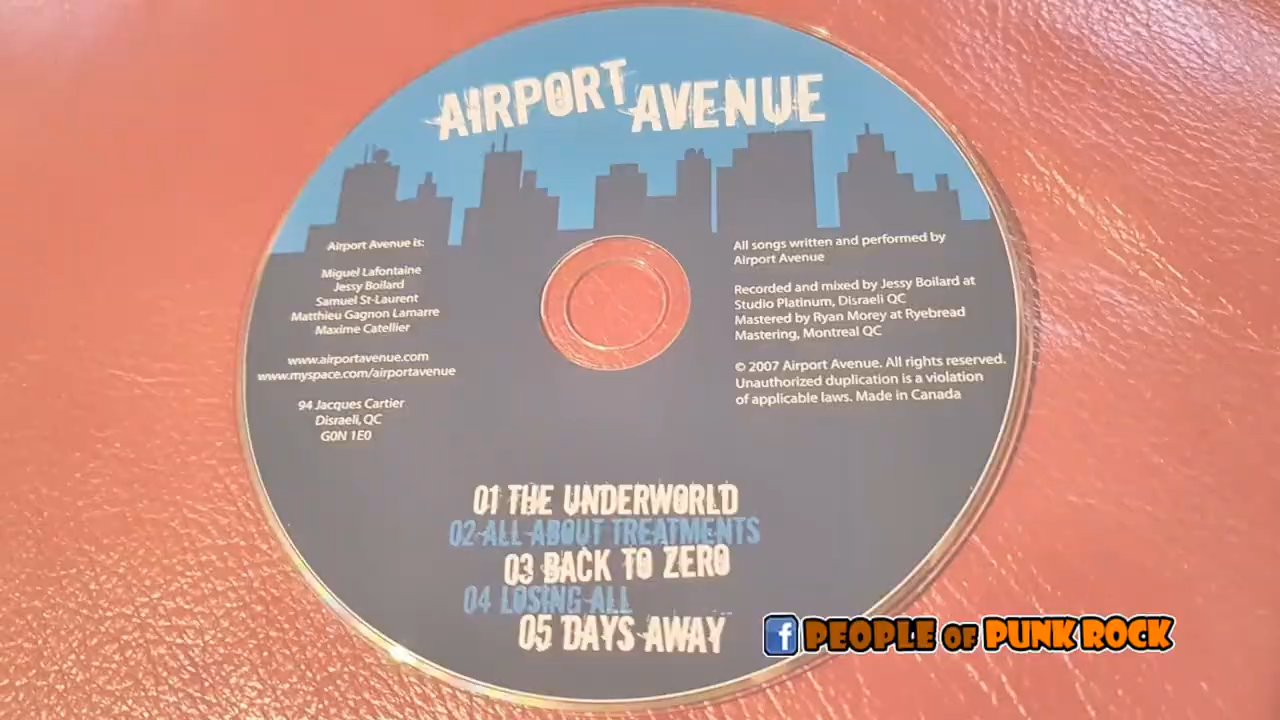 AIRPORT AVENUE
Airport Avenue is:
Miguel Lafontaine
Jessy Boilard
Samuel St-Laurent
Matthieu Gagnon Lamarre
Maxime Catellier
www.airportavenue.com
www.myspace.com/airportavenue
94 Jacques Cartier
Disraeli, QC
G0N 1E0
All songs written and performed by
Airport Avenue
Recorded and mixed by Jessy Boilard at
Studio Platinum, Disraeli QC
Mastered by Ryan Morey at Ryebread
Mastering, Montreal QC
© 2007 Airport Avenue. All rights reserved.
Unauthorized duplication is a violation
of applicable laws. Made in Canada
01 THE UNDERWORLD
02 ALL ABOUT TREATMENTS
03 BACK TO ZERO
04 LOSING ALL
05 DAYS AWAY
f PEOPLE OF PUNK ROCK